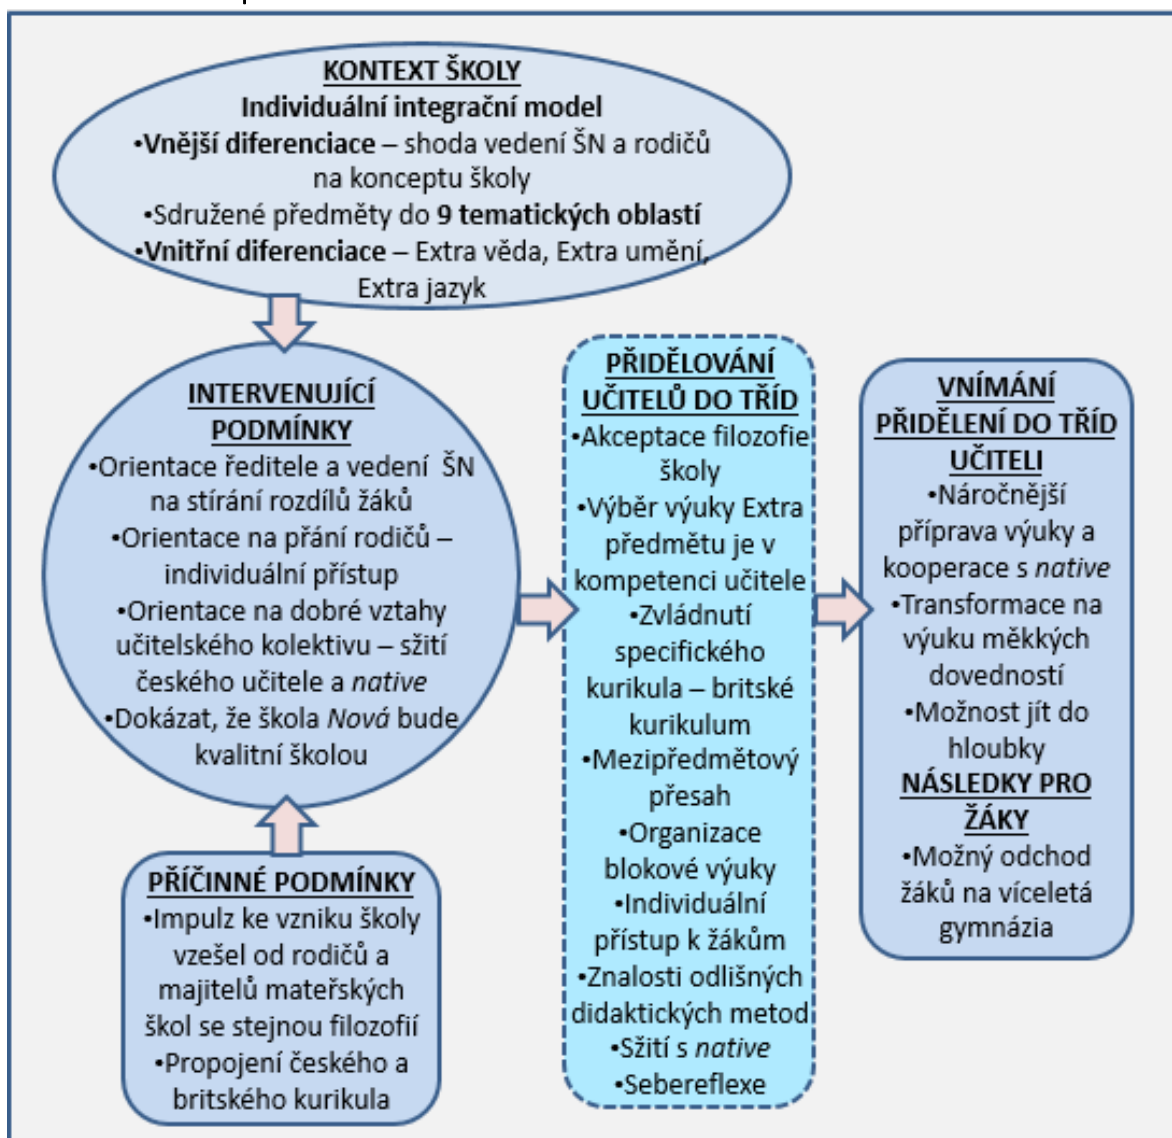 KONTEXT ŠKOLY
Individuální integrační model
•Vnější diferenciace – shoda vedení ŠN a rodičů
na konceptu školy
•Sdružené předměty do 9 tematických oblastí
•Vnitřní diferenciace – Extra věda, Extra umění,
Extra jazyk
INTERVENUJÍCÍ
PODMÍNKY
•Orientace ředitele a vedení ŠN
na stírání rozdílů žáků
•Orientace na přání rodičů –
individuální přístup
•Orientace na dobré vztahy
učitelského kolektivu – sžití
českého učitele a native
•Dokázat, že škola Nová bude
kvalitní školou
PŘÍČINNÉ PODMÍNKY
•Impulz ke vzniku školy
vzešel od rodičů a
majitelů mateřských
škol se stejnou filozofií
•Propojení českého a
britského kurikula
PŘIDĚLOVÁNÍ
UČITELŮ DO TŘÍD
•Akceptace filozofie
školy
•Výběr výuky Extra
předmětu je v
kompetenci učitele
•Zvládnutí
specifického
kurikula – britské
kurikulum
•Mezipředmětový
přesah
•Organizace
blokové výuky
•Individuální
přístup k žákům
•Znalosti odlišných
didaktických metod
•Sžití s native
•Sebereflexe
VNÍMÁNÍ
PŘIDĚLENÍ DO TŘÍD
UČITELI
•Náročnější
příprava výuky a
kooperace s native
•Transformace na
výuku měkkých
dovedností
•Možnost jít do
hloubky
NÁSLEDKY PRO
ŽÁKY
•Možný odchod
žáků na víceletá
gymnázia